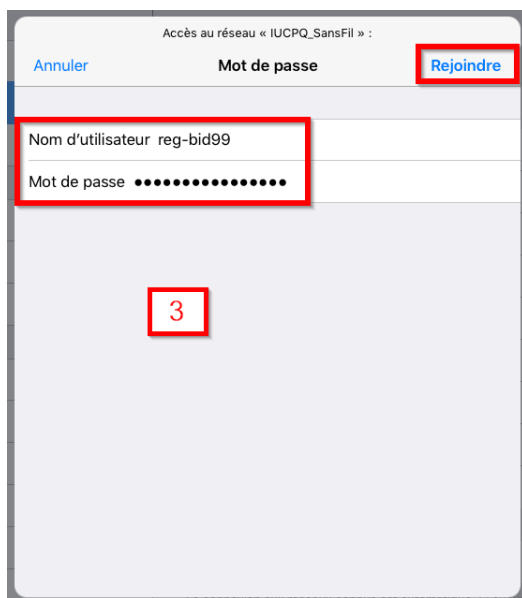 Accès au réseau « IUCPQ_SansFil » :
Annuler Mot de passe Rejoindre
Nom d'utilisateur reg-bid99
Mot de passe ●●●●●●●●●●●●●●●●
3